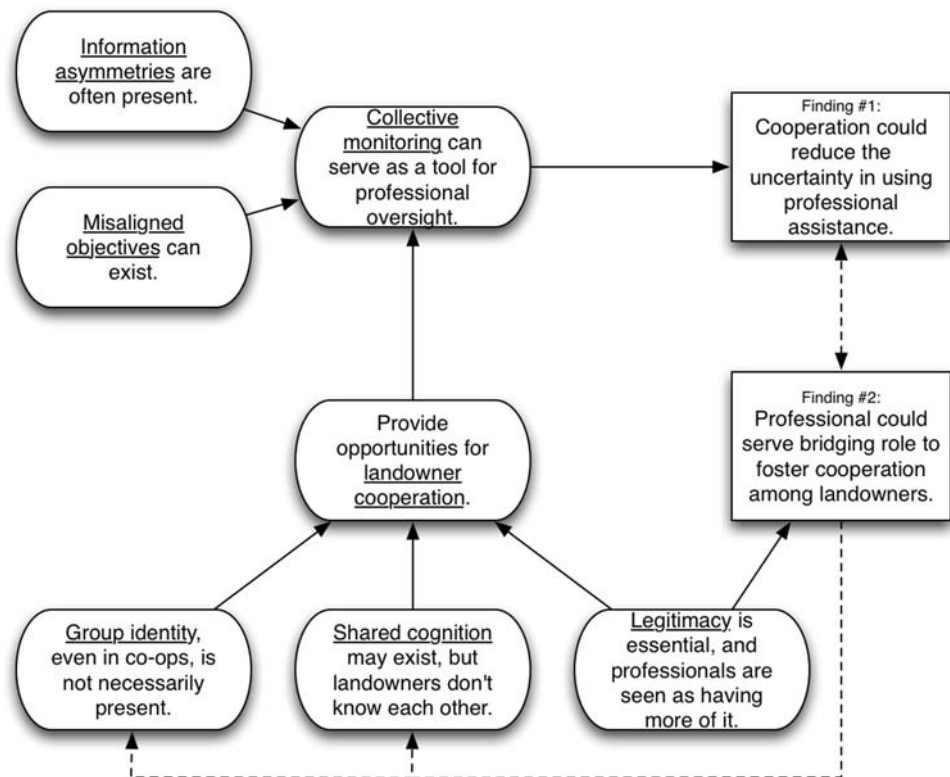 Information
asymmetries are
often present.
Collective
monitoring can
serve as a tool for
professional
oversight.
Finding #1:
Cooperation could
reduce the
uncertainty in using
professional
assistance.
Misaligned
objectives can
exist.
Provide
opportunities for
landowner
cooperation.
Finding #2:
Professional could
serve bridging role to
foster cooperation
among landowners.
Group identity,
even in co-ops, is
not necessarily
present.
Shared cognition
may exist, but
landowners don't
know each other.
Legitimacy is
essential, and
professionals are
seen as having
more of it.